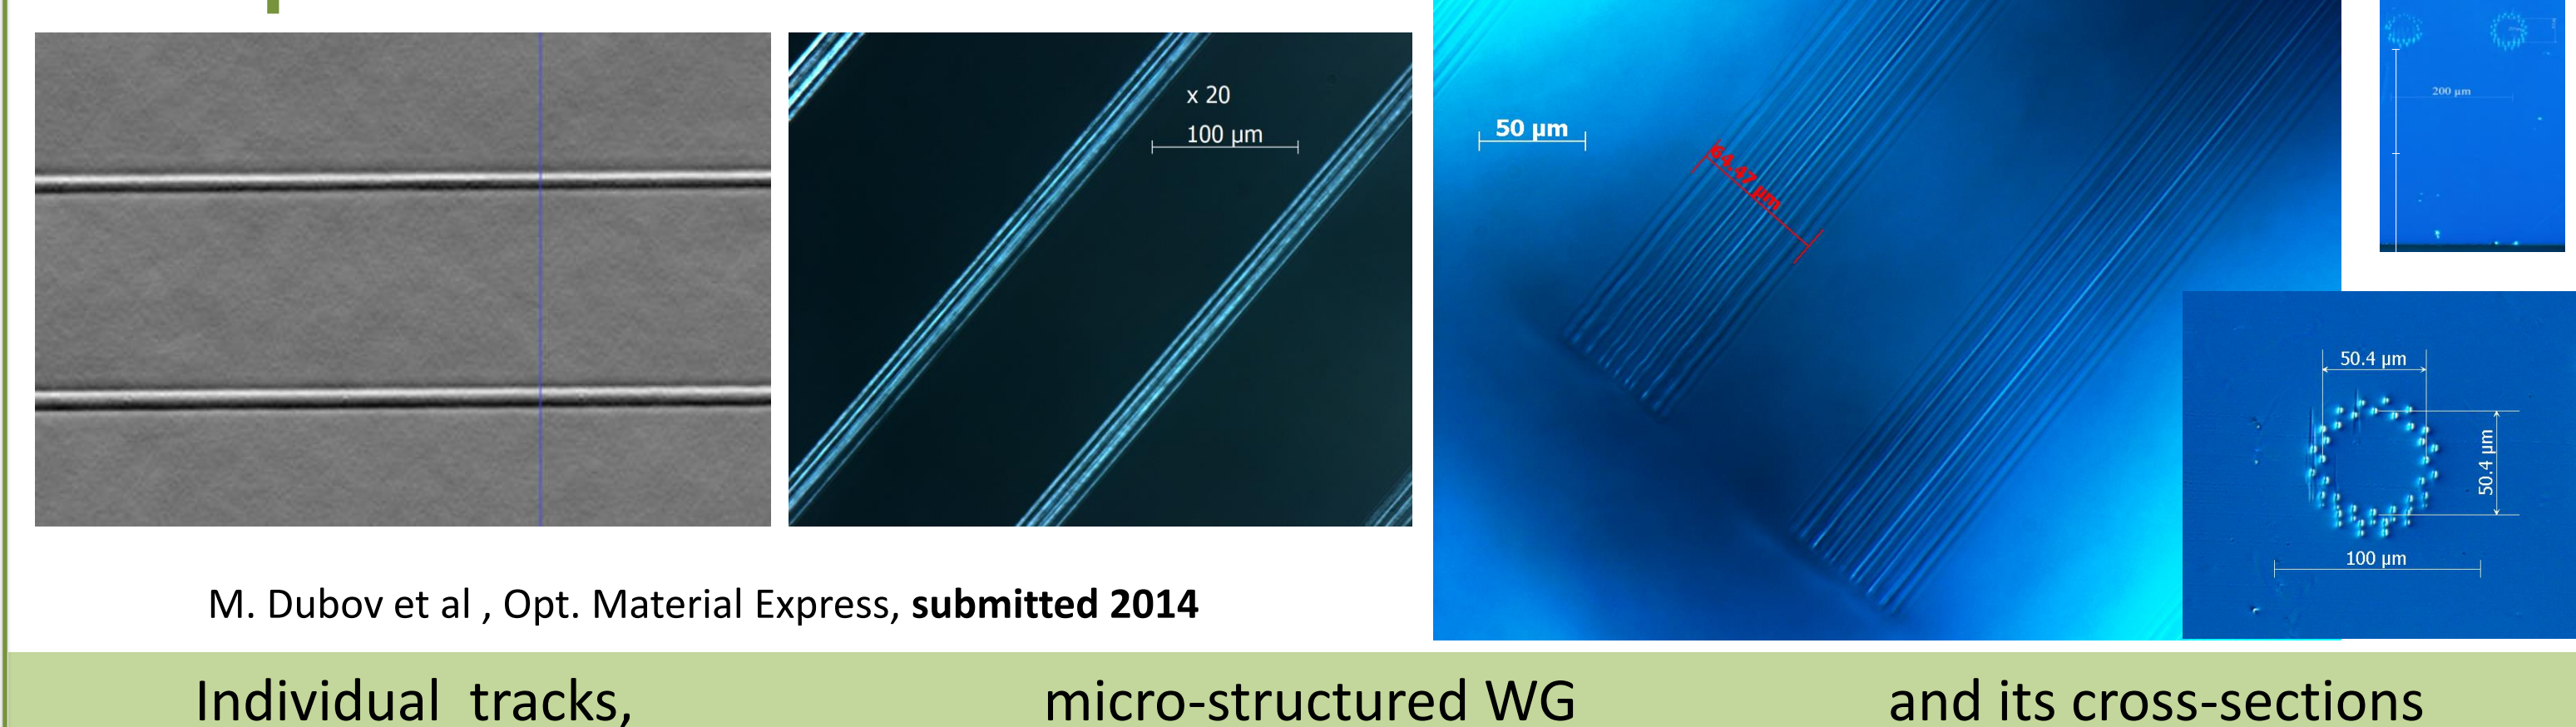 x 20
100 µm
50 µm
64.47 µm
200 µm
50.4 µm
50.4 µm
100 µm
M. Dubov et al , Opt. Material Express, submitted 2014
Individual tracks,
micro-structured WG
and its cross-sections